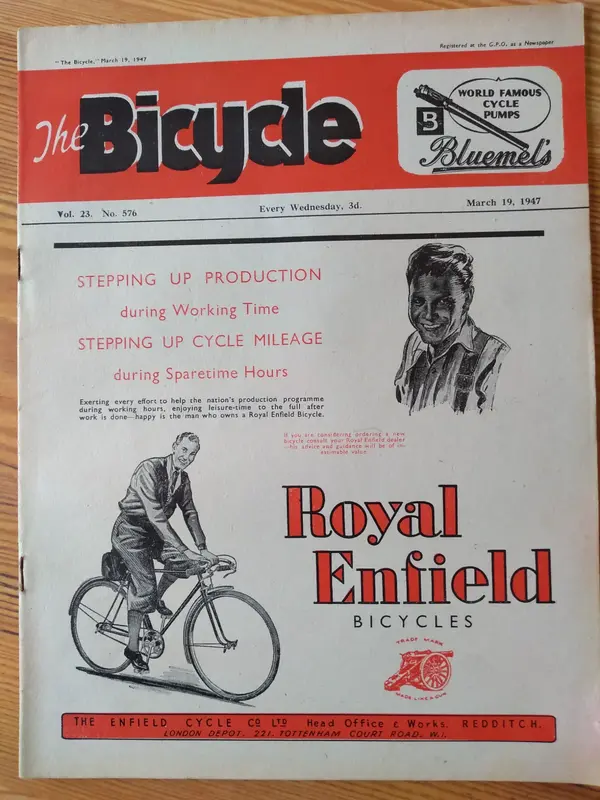 "The Bicycle," March 19, 1947
Registered at the G.P.O. as a Newspaper
The Bicycle
WORLD FAMOUS
CYCLE
PUMPS
B
Bluemel's
Vol. 23. No. 576
Every Wednesday, 3d.
March 19, 1947
STEPPING UP PRODUCTION
during Working Time
STEPPING UP CYCLE MILEAGE
during Sparetime Hours
Exerting every effort to help the nation's production programme
during working hours, enjoying leisure-time to the full after
work is done—happy is the man who owns a Royal Enfield Bicycle.
If you are considering ordering a new
bicycle consult your Royal Enfield dealer
—his advice and guidance will be of in-
estimable value
Royal
Enfield
BICYCLES
TRADE MARK
MADE LIKE A GUN
THE ENFIELD CYCLE CO LTD Head Office & Works. REDDITCH.
LONDON DEPOT. 221. TOTTENHAM COURT ROAD, W.1.